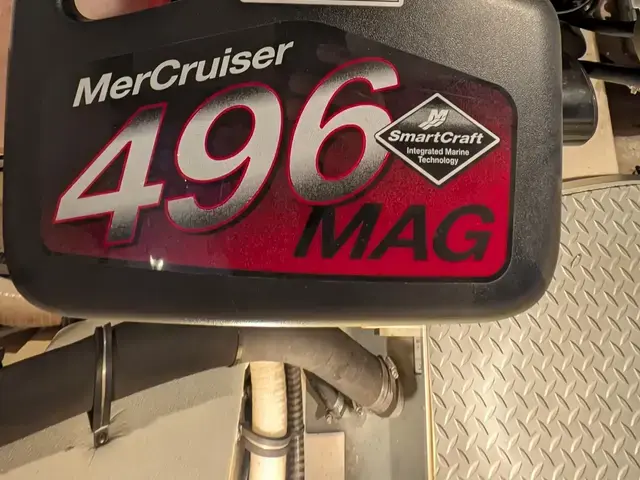 MerCruiser
496
MAG
SmartCraft
Integrated Marine
Technology